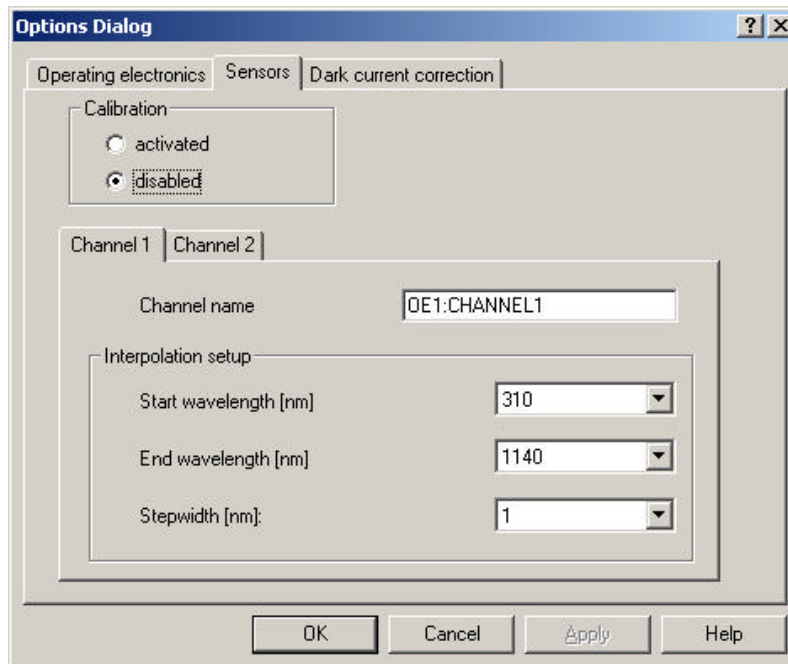 Options Dialog
Operating electronics Sensors Dark current correction
Calibration
activated
disabled
Channel 1 Channel 2
Channel name OE1:CHANNEL1
Interpolation setup
Start wavelength [nm] 310
End wavelength [nm] 1140
Stepwidth [nm]: 1
OK Cancel Apply Help